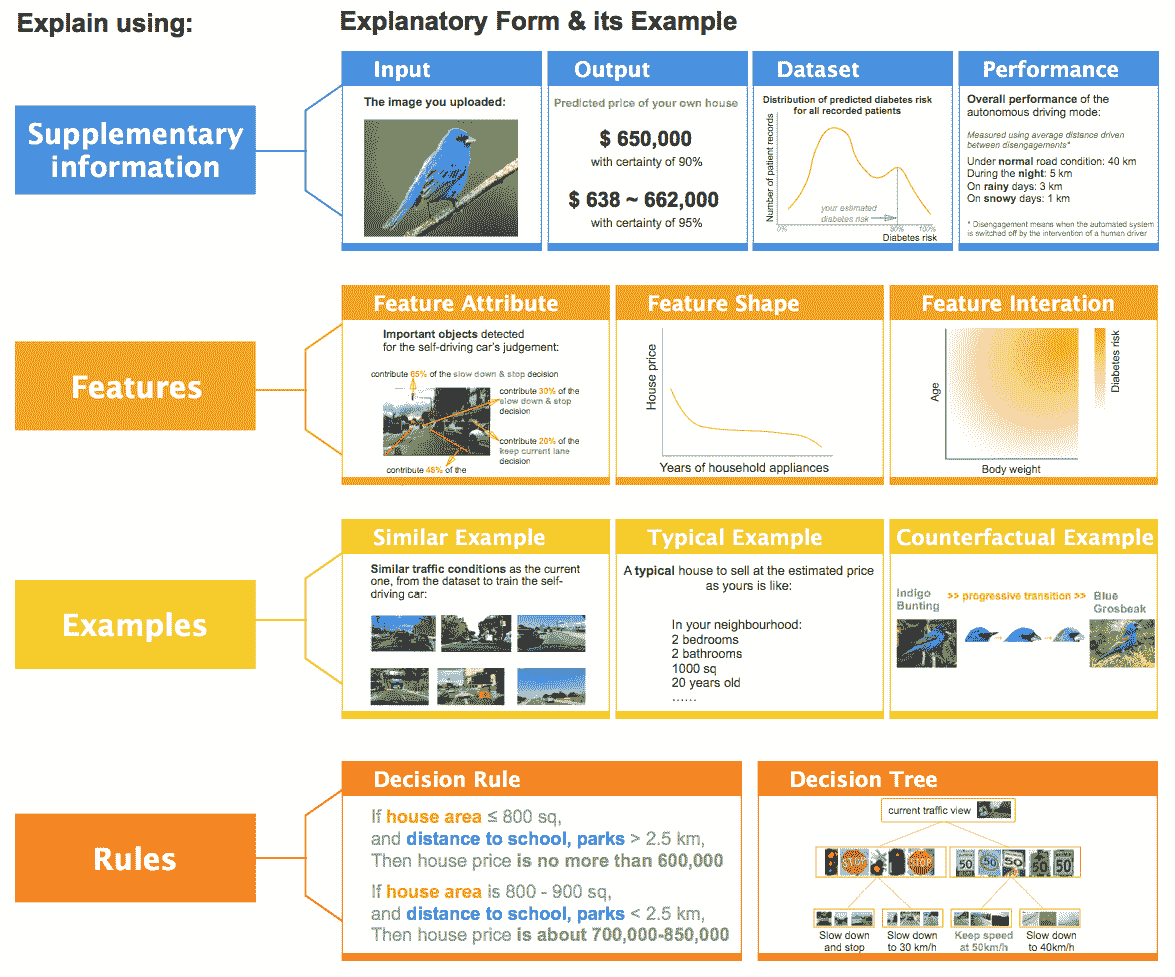 Explain using:
Explanatory Form & its Example
Supplementary
information
Input
The image you uploaded:
Output
Predicted price of your own house
$ 650,000
with certainty of 90%
$ 638 ~ 662,000
with certainty of 95%
Dataset
Distribution of predicted diabetes risk
for all recorded patients
Number of patient records
your estimated
diabetes risk
0%
30%
100%
Diabetes risk
Performance
Overall performance of the
autonomous driving mode:
Measured using average distance driven
between disengagements*
Under normal road condition: 40 km
During the night: 5 km
On rainy days: 3 km
On snowy days: 1 km
* Disengagement means when the automated system
is switched off by the intervention of a human driver
Features
Feature Attribute
Important objects detected
for the self-driving car's judgement:
contribute 65% of the slow down & stop decision
contribute 30% of the
slow down & stop
decision
contribute 20% of the
keep current lane
decision
contribute 45% of the
Feature Shape
House price
Years of household appliances
Feature Interation
Age
Body weight
Diabetes risk
Examples
Similar Example
Similar traffic conditions as the current
one, from the dataset to train the self-
driving car:
Typical Example
A typical house to sell at the estimated price
as yours is like:
In your neighbourhood:
2 bedrooms
2 bathrooms
1000 sq
20 years old
……
Counterfactual Example
Indigo
Bunting
>> progressive transition >>
Blue
Grosbeak
Rules
Decision Rule
If house area ≤ 800 sq,
and distance to school, parks > 2.5 km,
Then house price is no more than 600,000
If house area is 800 - 900 sq,
and distance to school, parks < 2.5 km,
Then house price is about 700,000-850,000
Decision Tree
current traffic view
STOP
STOP
50
50
50
50
50
Slow down
and stop
Slow down
to 30 km/h
Keep speed
at 50km/h
Slow down
to 40km/h